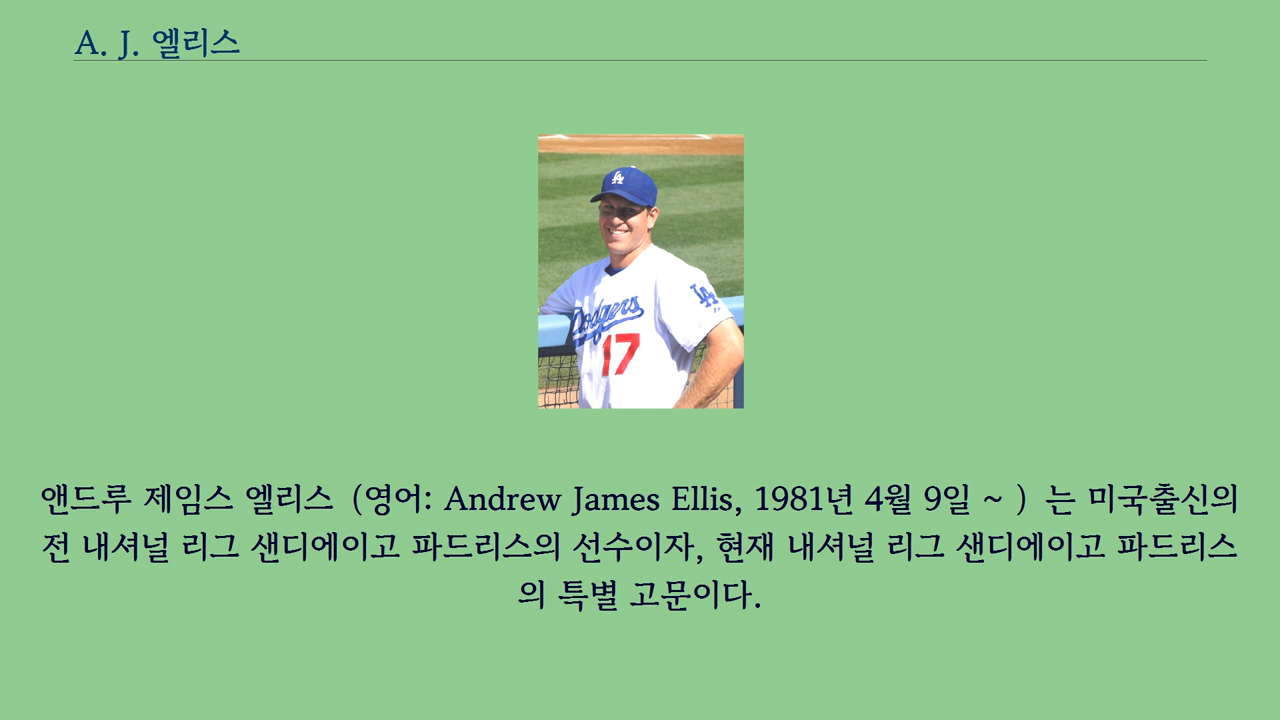 A. J. 엘리스
LA
LA
Dodgers
17
앤드루 제임스 엘리스 (영어: Andrew James Ellis, 1981년 4월 9일 ~ ) 는 미국출신의
전 내셔널 리그 샌디에이고 파드리스의 선수이자, 현재 내셔널 리그 샌디에이고 파드리스
의 특별 고문이다.